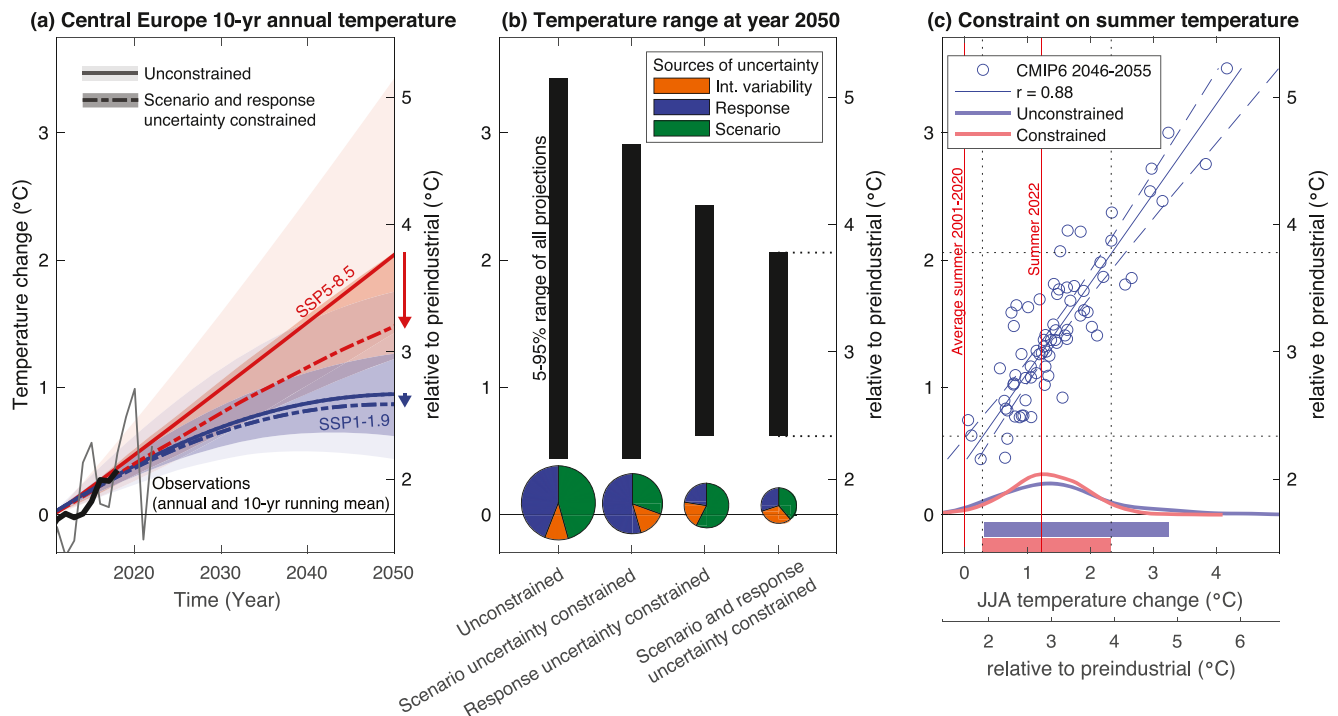 (a) Central Europe 10-yr annual temperature
Unconstrained
Scenario and response
uncertainty constrained
SSP5-8.5
SSP1-1.9
Observations
(annual and 10-yr running mean)
Temperature change (°C)
3
2
1
0
5
4
3
2
relative to preindustrial (°C)
2020
2030
2040
2050
Time (Year)
(b) Temperature range at year 2050
Sources of uncertainty
Int. variability
Response
Scenario
5-95% range of all projections
3
2
1
0
5
4
3
2
relative to preindustrial (°C)
Unconstrained
Scenario uncertainty constrained
Response uncertainty constrained
Scenario and response
uncertainty constrained
(c) Constraint on summer temperature
CMIP6 2046-2055
r = 0.88
Unconstrained
Constrained
Average summer 2001-2020
Summer 2022
3
2
1
0
5
4
3
2
relative to preindustrial (°C)
0
1
2
3
4
JJA temperature change (°C)
2
3
4
5
6
relative to preindustrial (°C)